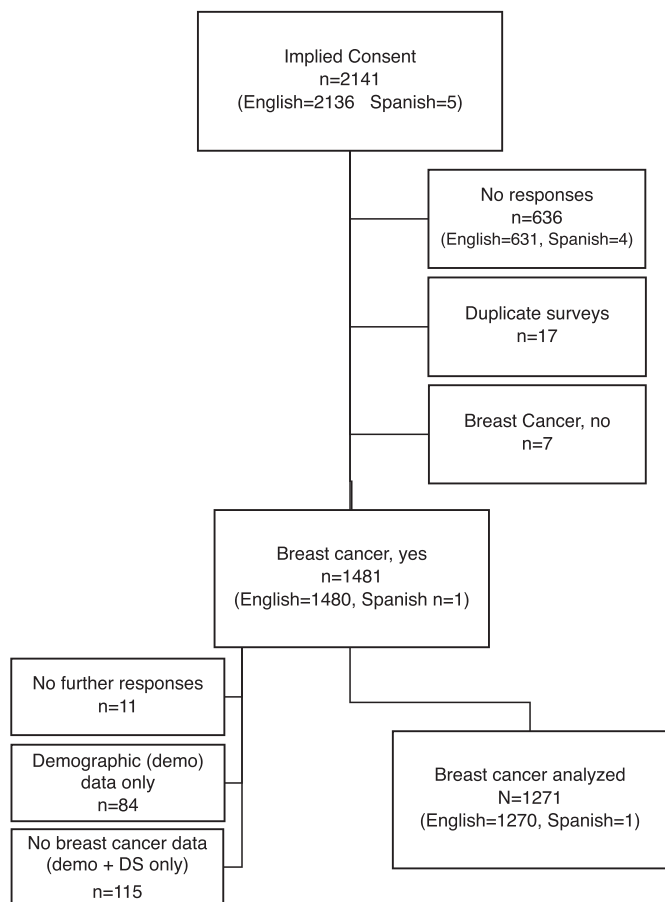 Implied Consent
n=2141
(English=2136 Spanish=5)
No responses
n=636
(English=631, Spanish=4)
Duplicate surveys
n=17
Breast Cancer, no
n=7
Breast cancer, yes
n=1481
(English=1480, Spanish n=1)
No further responses
n=11
Demographic (demo)
data only
n=84
No breast cancer data
(demo + DS only)
n=115
Breast cancer analyzed
N=1271
(English=1270, Spanish=1)